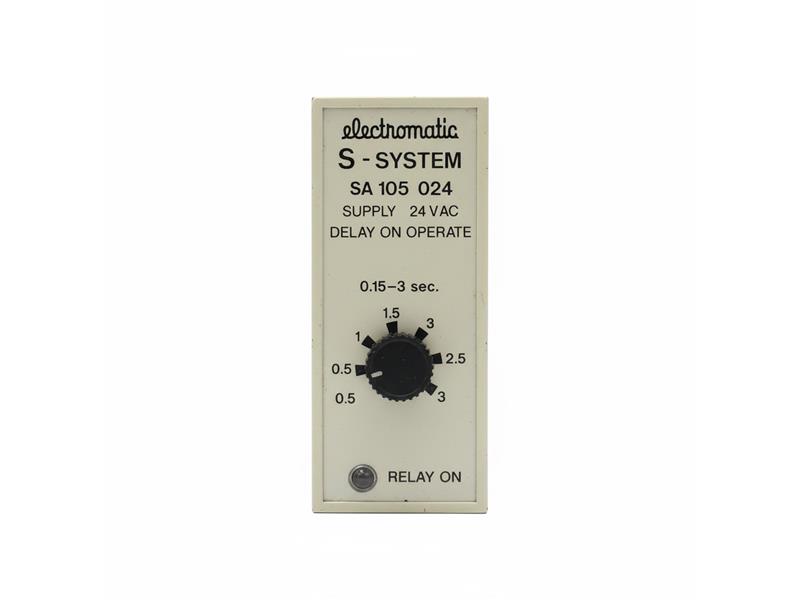 electromatic
S - SYSTEM
SA 105 024
SUPPLY 24 VAC
DELAY ON OPERATE
0.15-3 sec.
1.5
1 3
0.5 2.5
0.5 3
RELAY ON